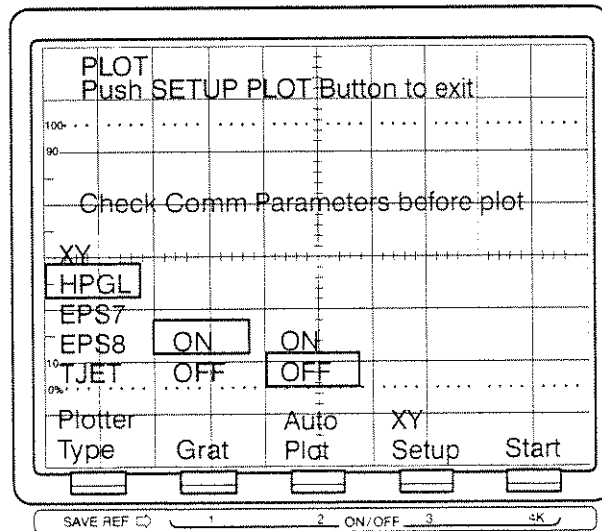 PLOT
Push SETUP PLOT Button to exit
100
90
Check Comm Parameters before plot
XY
HPGL
EPS7
EPS8 ON ON
10
TJET OFF OFF
0%
Plotter Auto XY
Type Grat Plot Setup Start
SAVE REF ⇨ 1 2 ON/OFF 3 4K